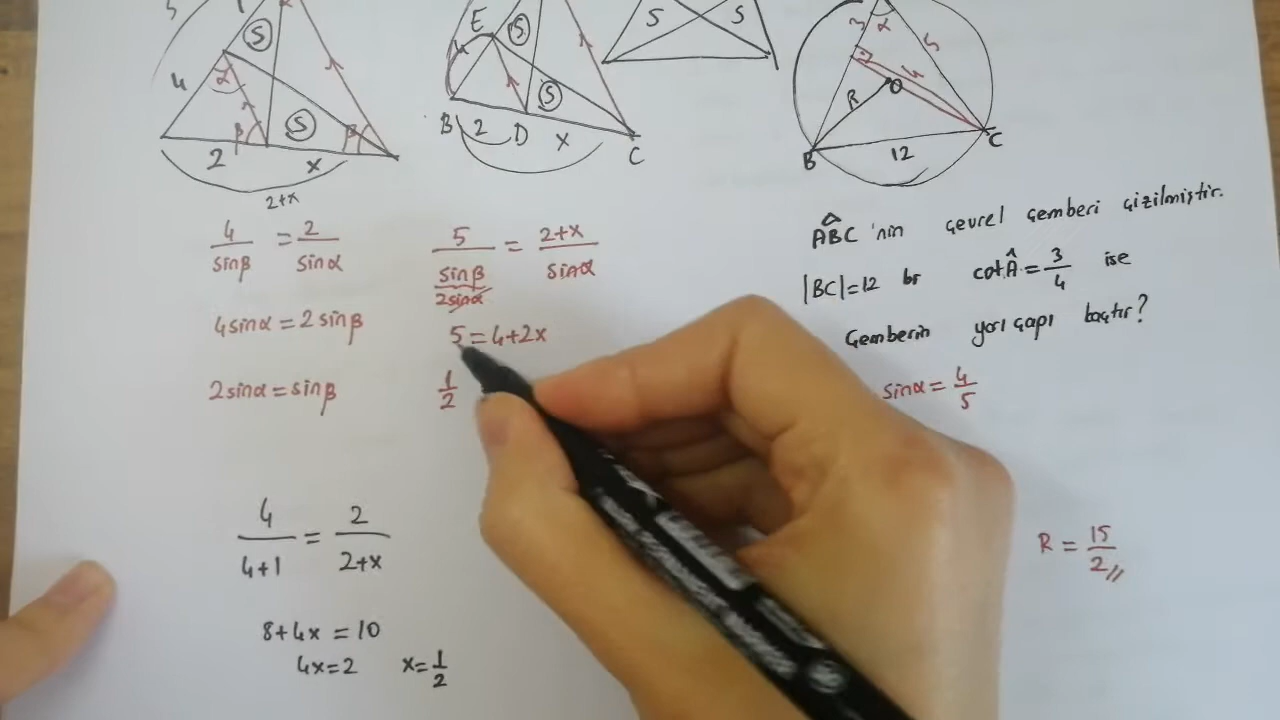 S
4
α
β
S
β
2
x
2+x
E
S
4
S
B
2
D
x
C
S
S
3
α
5
4
O
R
B
12
C
4/sinβ = 2/sinα
4sinα = 2sinβ
2sinα = sinβ
5/sinβ = 2+x/sinα
2sinα
5 = 4+2x
1/2
4/4+1 = 2/2+x
8+4x = 10
4x = 2 x = 1/2
ABC 'nin çevrel çemberi çizilmiştir.
|BC| = 12 br cot Â = 3/4 ise
Çemberin yarı çapı kaçtır?
sinα = 4/5
R = 15/2 //